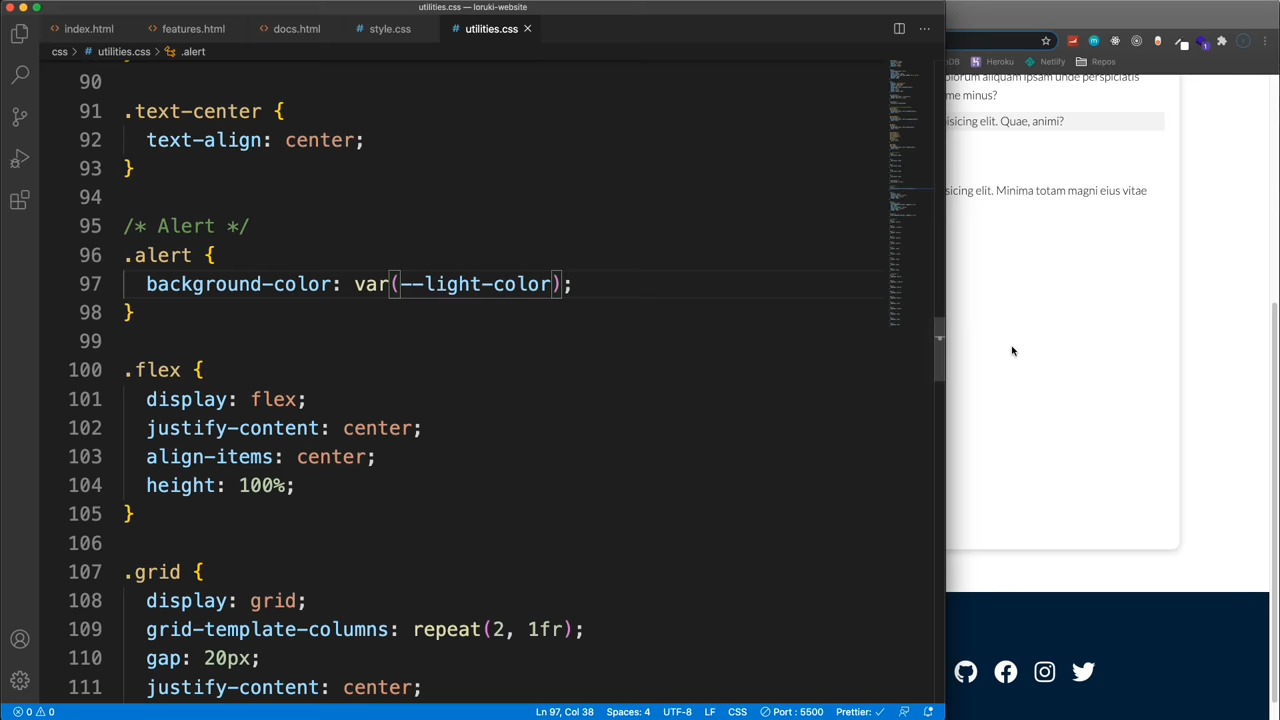 utilities.css — loruki-website
index.html
features.html
docs.html
style.css
utilities.css
css > # utilities.css > .alert
90
91 .text-center {
92 text-align: center;
93 }
94
95 /* Alert */
96 .alert {
97 background-color: var(--light-color);
98 }
99
100 .flex {
101 display: flex;
102 justify-content: center;
103 align-items: center;
104 height: 100%;
105 }
106
107 .grid {
108 display: grid;
109 grid-template-columns: repeat(2, 1fr);
110 gap: 20px;
111 justify-content: center;
0 0
Ln 97, Col 38
Spaces: 4
UTF-8
LF
CSS
Port : 5500
Prettier: ✓
DB
Heroku
Netlify
Repos
olorum aliquam ipsam unde perspiciatis
me minus?
isicing elit. Quae, animi?
sicing elit. Minima totam magni eius vitae